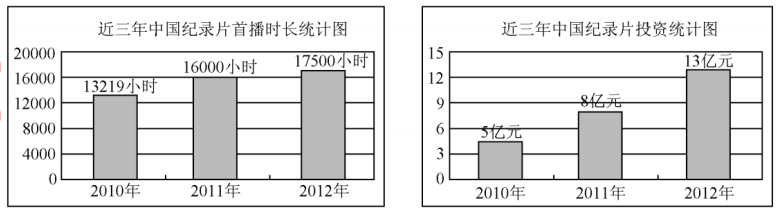 近三年中国纪录片首播时长统计图
20000
16000
12000
8000
4000
0
13219小时
16000小时
17500小时
2010年
2011年
2012年
近三年中国纪录片投资统计图
15
12
9
6
3
0
5亿元
8亿元
13亿元
2010年
2011年
2012年